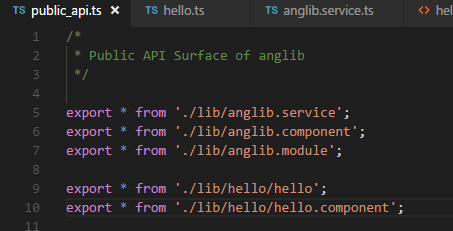 TS public_api.ts × TS hello.ts TS anglib.service.ts <> hel
1 /*
2 * Public API Surface of anglib
3 */
4
5 export * from './lib/anglib.service';
6 export * from './lib/anglib.component';
7 export * from './lib/anglib.module';
8
9 export * from './lib/hello/hello';
10 export * from './lib/hello/hello.component';
11